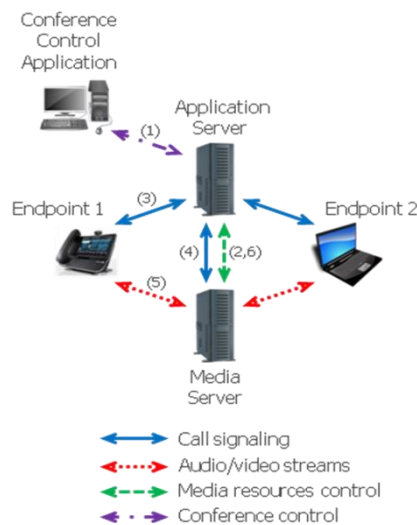 Conference
Control
Application
(1)
Application
Server
Endpoint 1
(3)
Endpoint 2
(4)
(2,6)
(5)
Media
Server
Call signaling
Audio/video streams
Media resources control
Conference control